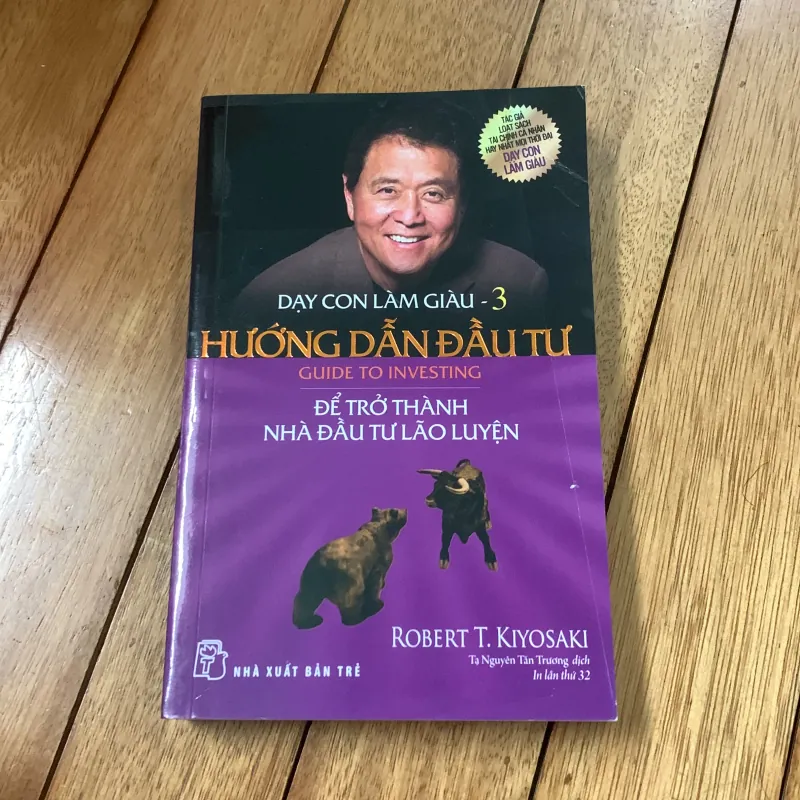 TÁC GIẢ
LOẠT SÁCH
TÀI CHÍNH CÁ NHÂN
HAY NHẤT MỌI THỜI ĐẠI
DẠY CON
LÀM GIÀU
DẠY CON LÀM GIÀU - 3
HƯỚNG DẪN ĐẦU TƯ
GUIDE TO INVESTING
ĐỂ TRỞ THÀNH
NHÀ ĐẦU TƯ LÃO LUYỆN
ROBERT T. KIYOSAKI
Tạ Nguyễn Tấn Trương dịch
In lần thứ 32
NHÀ XUẤT BẢN TRẺ